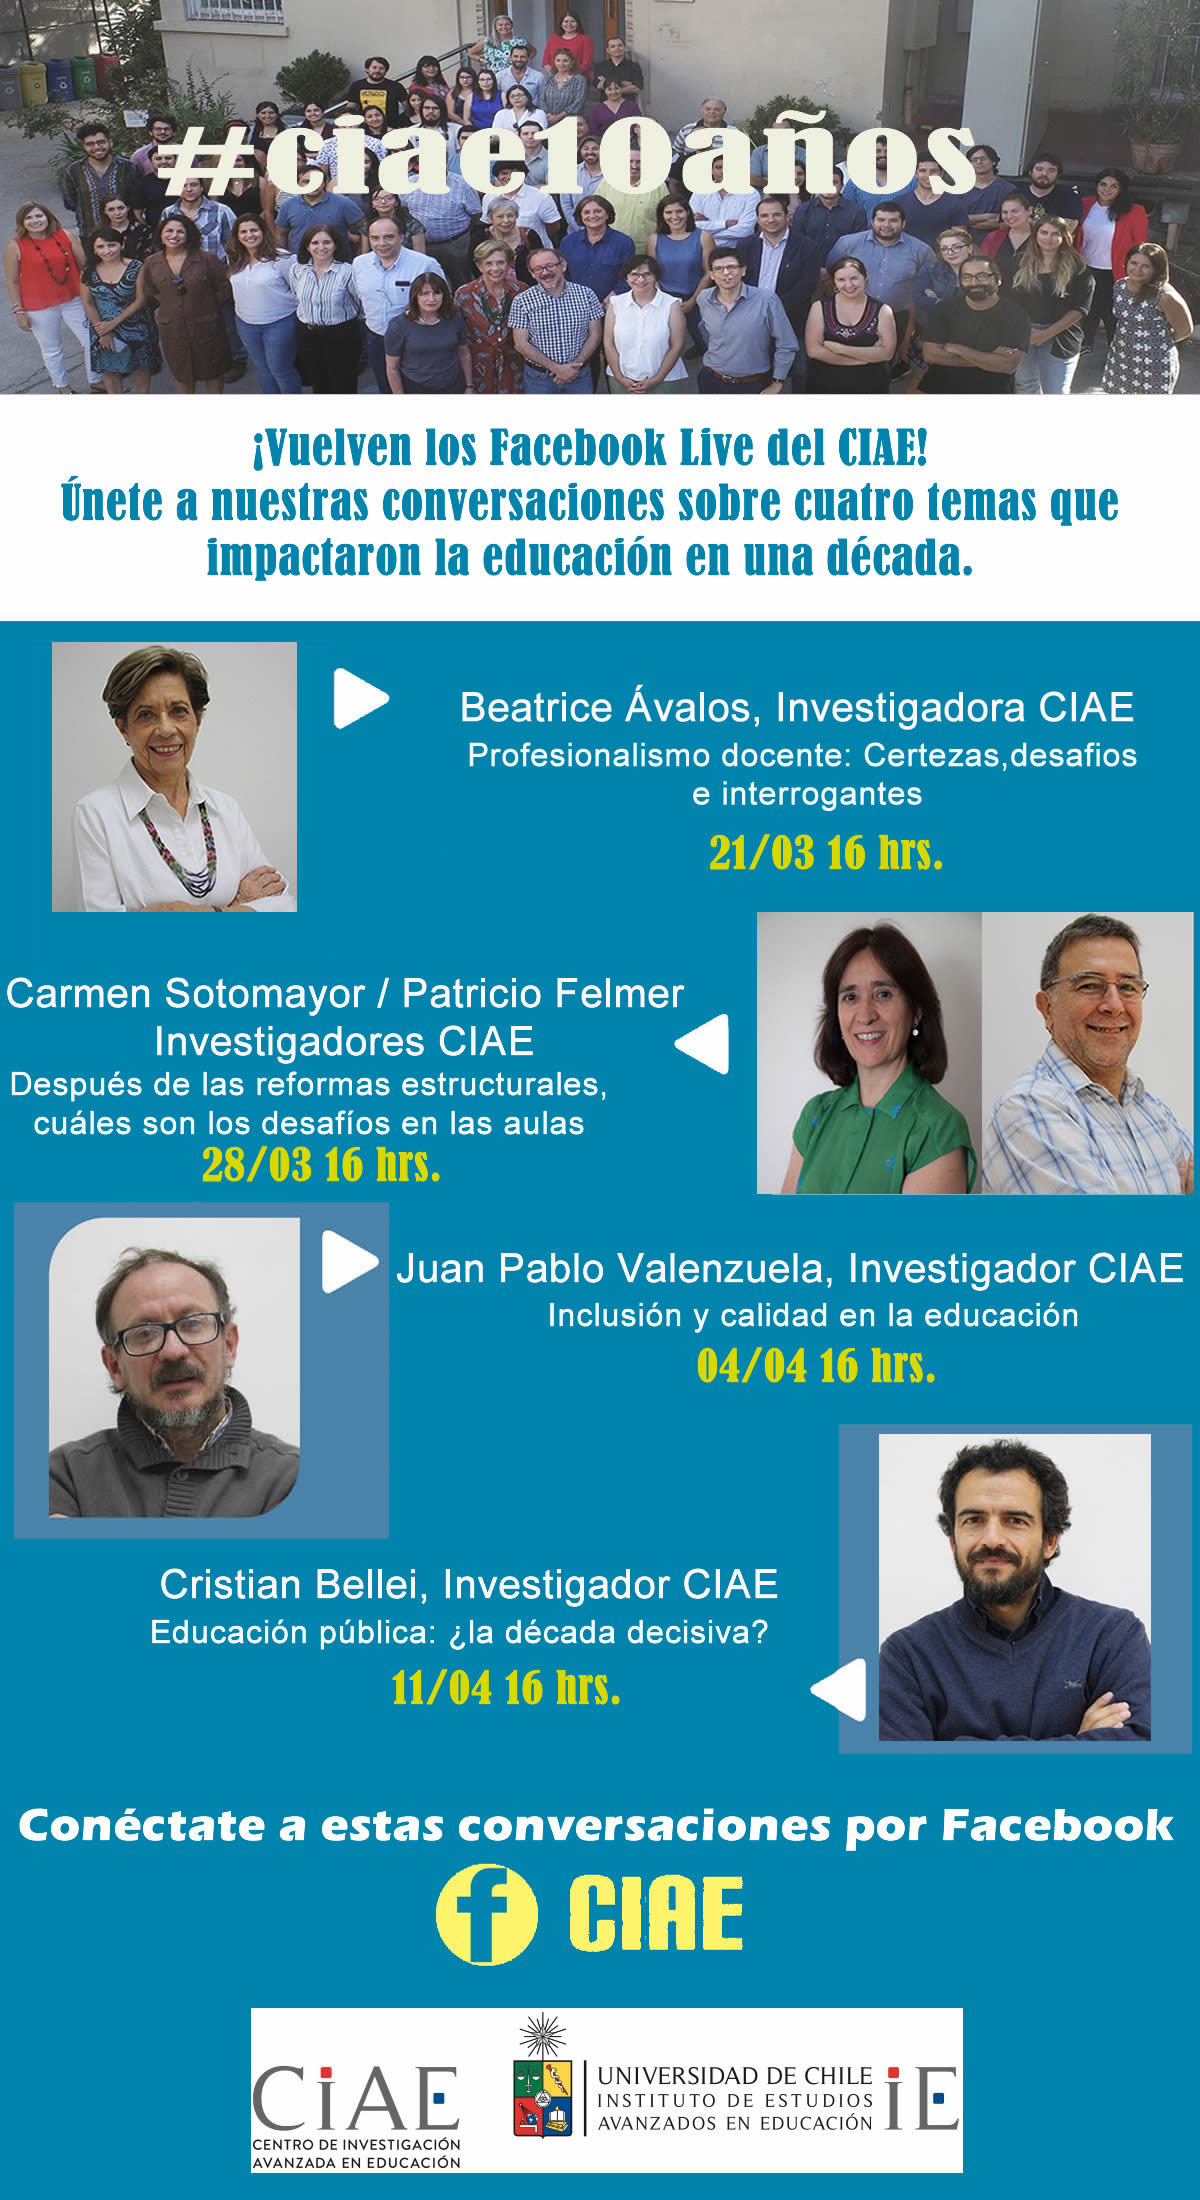 #ciae10años
¡Vuelven los Facebook Live del CIAE!
Únete a nuestras conversaciones sobre cuatro temas que
impactaron la educación en una década.
Beatrice Ávalos, Investigadora CIAE
Profesionalismo docente: Certezas,desafios
e interrogantes
21/03 16 hrs.
Carmen Sotomayor / Patricio Felmer
Investigadores CIAE
Después de las reformas estructurales,
cuáles son los desafíos en las aulas
28/03 16 hrs.
Juan Pablo Valenzuela, Investigador CIAE
Inclusión y calidad en la educación
04/04 16 hrs.
Cristian Bellei, Investigador CIAE
Educación pública: ¿la década decisiva?
11/04 16 hrs.
Conéctate a estas conversaciones por Facebook
f CIAE
CiAE
CENTRO DE INVESTIGACIÓN
AVANZADA EN EDUCACIÓN
UNIVERSIDAD DE CHILE
INSTITUTO DE ESTUDIOS
AVANZADOS EN EDUCACIÓN
iE